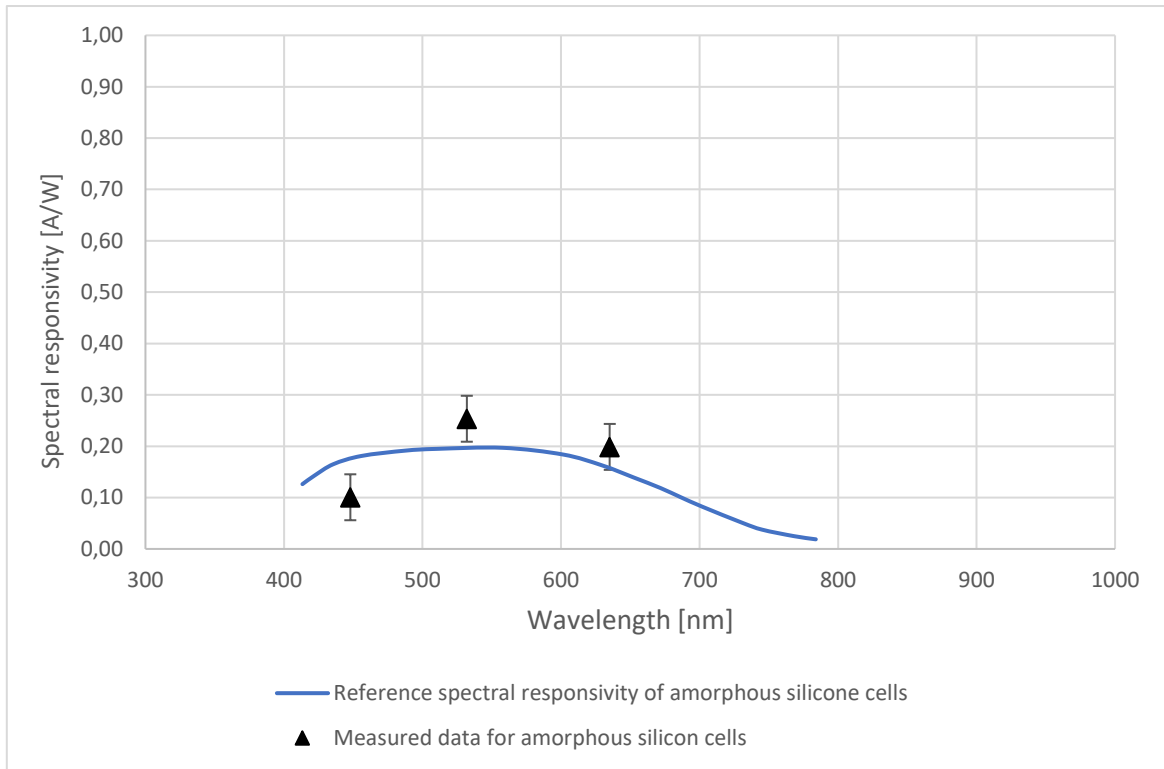 1,00
0,90
0,80
0,70
0,60
0,50
0,40
0,30
0,20
0,10
0,00
Spectral responsivity [A/W]
300 400 500 600 700 800 900 1000
Wavelength [nm]
Reference spectral responsivity of amorphous silicone cells
Measured data for amorphous silicon cells